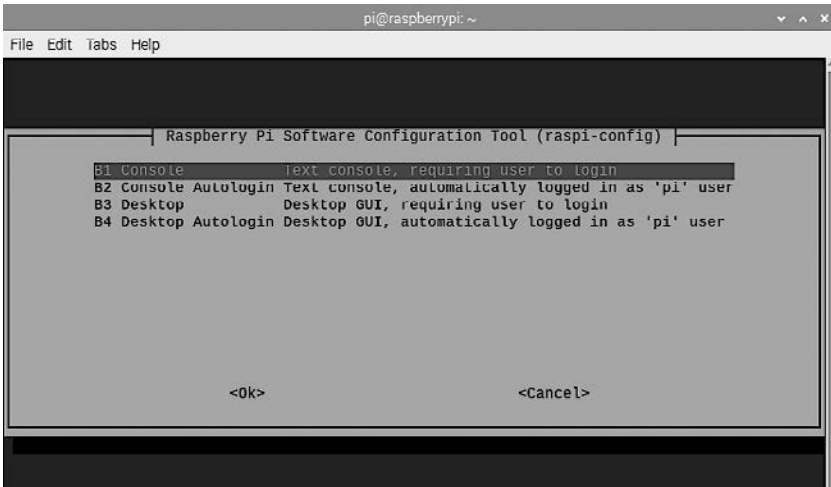 pi@raspberrypi: ~
File Edit Tabs Help
Raspberry Pi Software Configuration Tool (raspi-config)
B1 Console Text console, requiring user to login
B2 Console Autologin Text console, automatically logged in as 'pi' user
B3 Desktop Desktop GUI, requiring user to login
B4 Desktop Autologin Desktop GUI, automatically logged in as 'pi' user
<Ok> <Cancel>